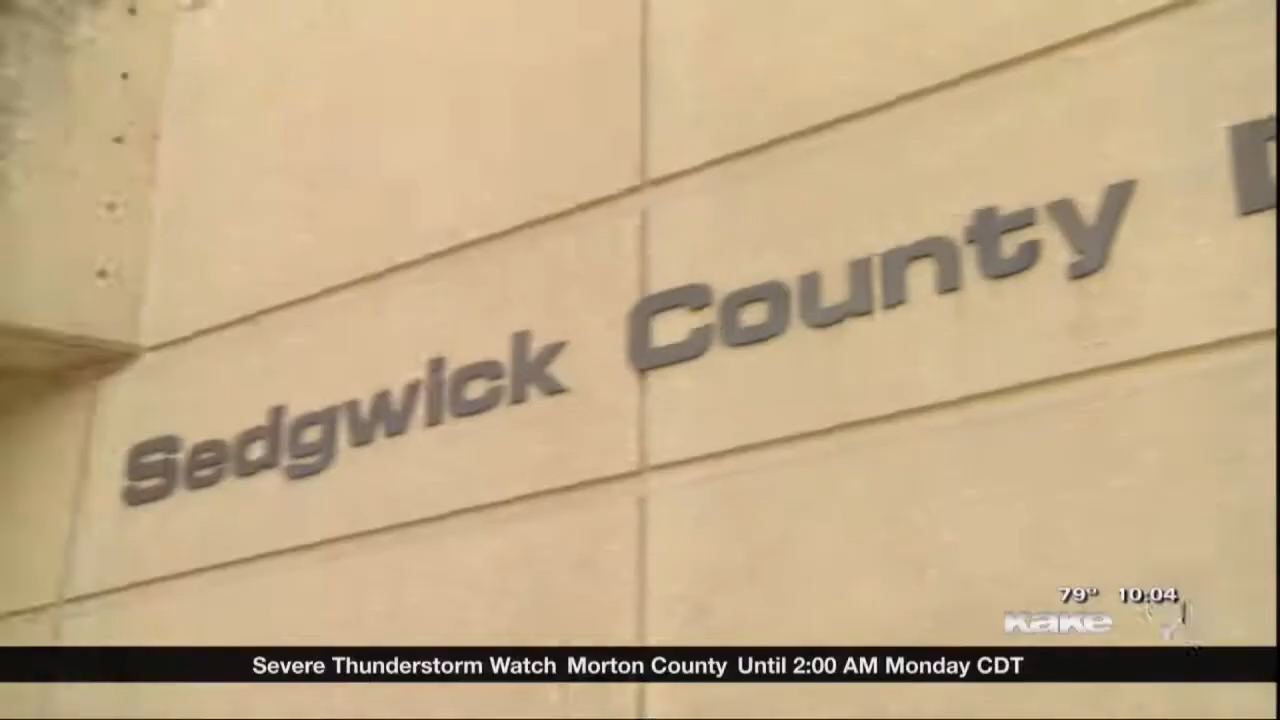 Sedgwick County D
79° 10:04
KAKE
Severe Thunderstorm Watch Morton County Until 2:00 AM Monday CDT